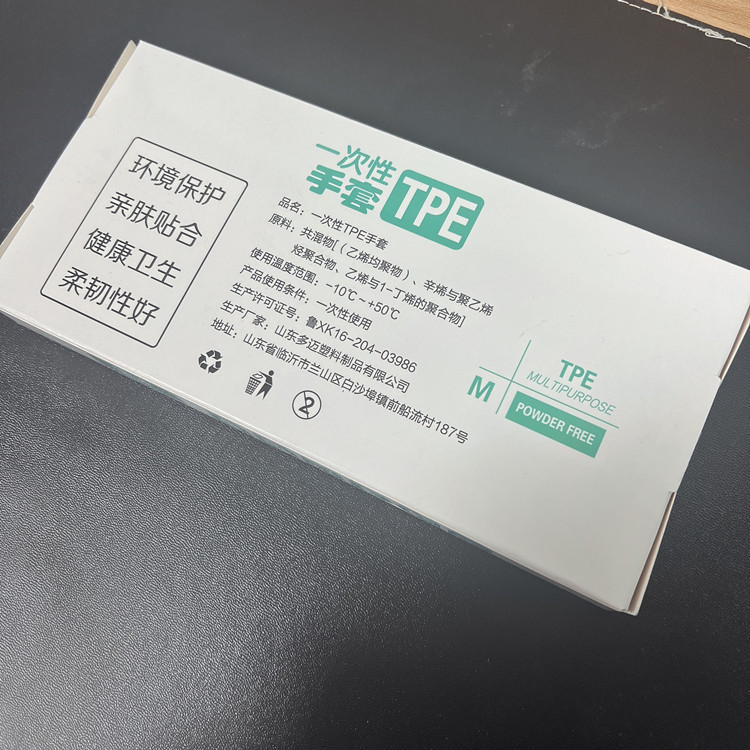 环境保护
亲肤贴合
健康卫生
柔韧性好
一次性
手套 TPE
品名：一次性TPE手套
原料：共混物[（乙烯均聚物）、辛烯与聚乙烯
烃聚合物、乙烯与1-丁烯的聚合物]
使用温度范围：-10℃~+50℃
产品使用条件：一次性使用
生产许可证号：鲁XK16-204-03986
生产厂家：山东多迈塑料制品有限公司
地址：山东省临沂市兰山区白沙埠镇前船流村187号
2
M
TPE
MULTIPURPOSE
POWDER FREE